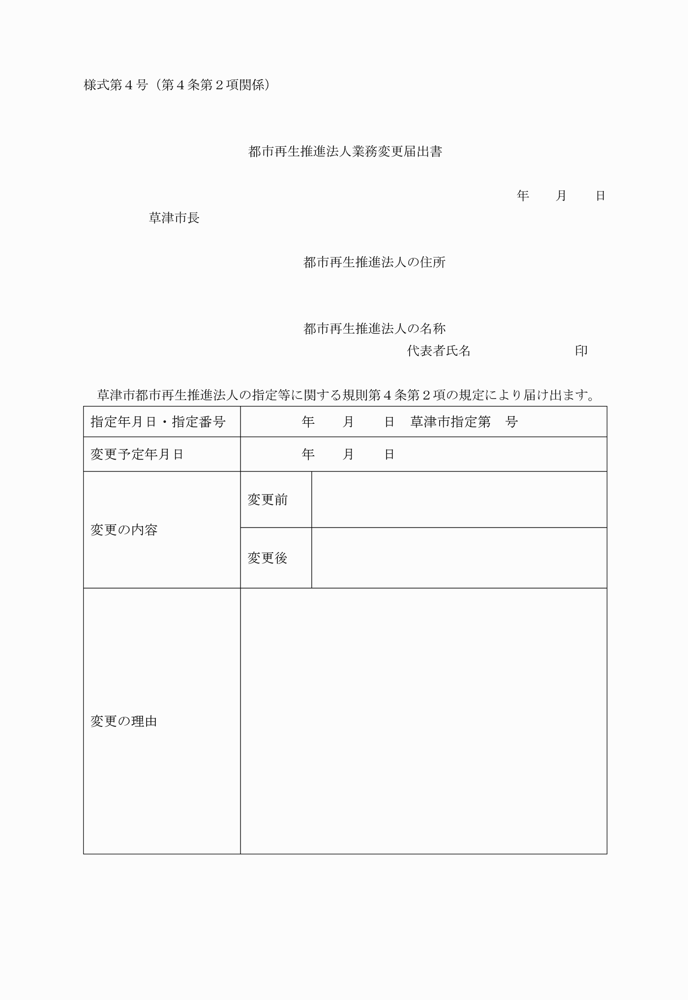 様式第４号（第４条第２項関係）
都市再生推進法人業務変更届出書
年　　月　　日
草津市長
都市再生推進法人の住所
都市再生推進法人の名称
代表者氏名　　　　　　　　印
草津市都市再生推進法人の指定等に関する規則第４条第２項の規定により届け出ます。
指定年月日・指定番号　　　　　年　　月　　日　草津市指定第　号
変更予定年月日　　　　　年　　月　　日
変更の内容
変更前
変更後
変更の理由